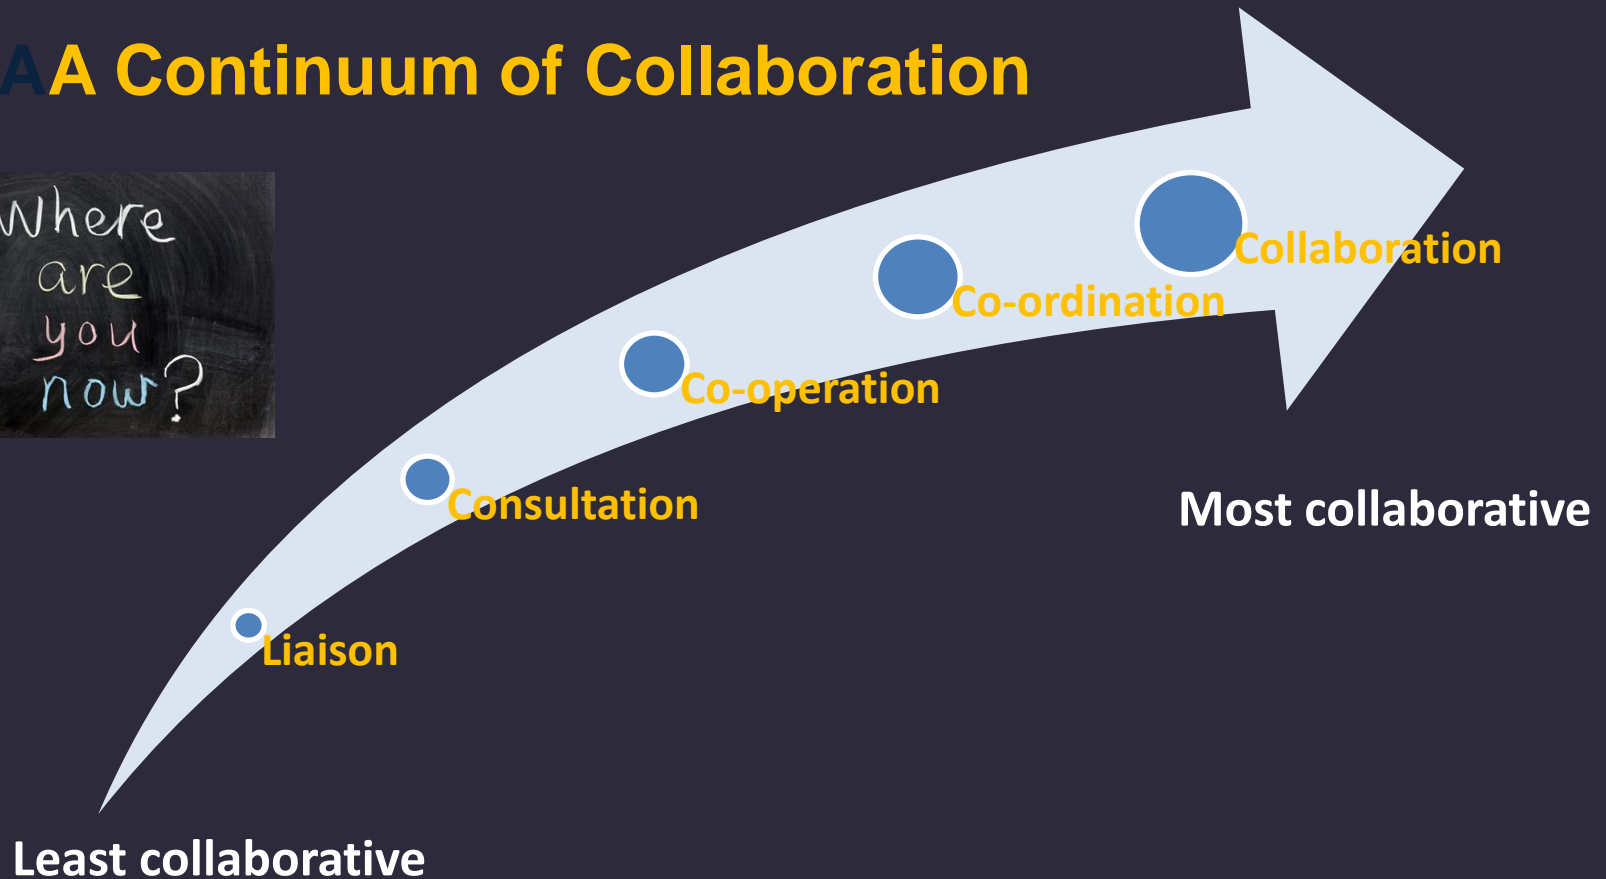 AA Continuum of Collaboration
Where
are
you
now?
Collaboration
Co-ordination
Co-operation
Consultation
Most collaborative
Liaison
Least collaborative